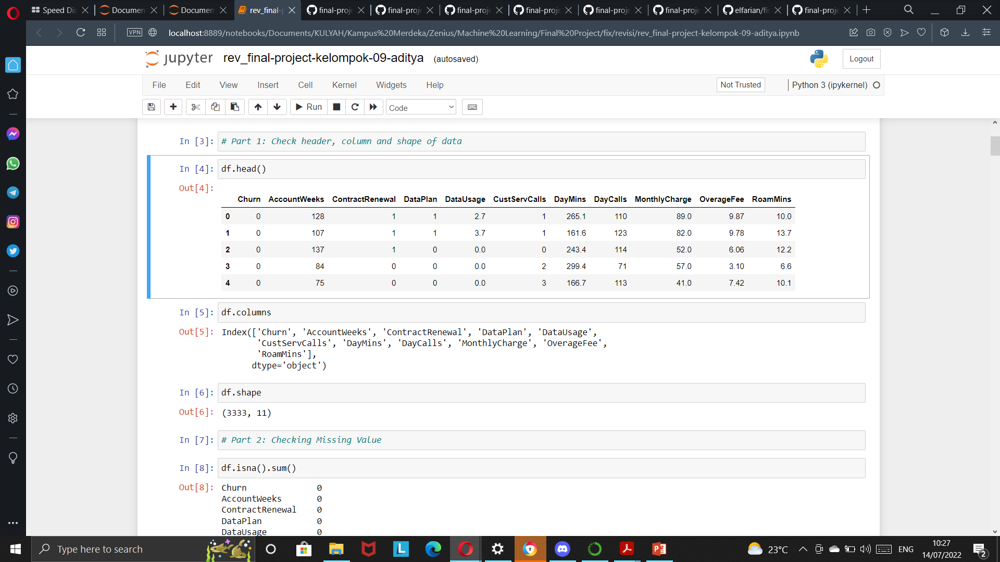 Speed Dia
Documen
Documen
rev_final-
final-proje
final-proje
final-proje
final-proje
final-proje
final-proje
elfarian/fi
final-proje
VPN
localhost:8889/notebooks/Documents/KULYAH/Kampus%20Merdeka/Zenius/Machine%20Learning/Final%20Project/fix/revisi/rev_final-project-kelompok-09-aditya.ipynb
jupyter rev_final-project-kelompok-09-aditya (autosaved)
Logout
File Edit View Insert Cell Kernel Widgets Help
Not Trusted
Python 3 (ipykernel)
Run
Code
In [3]: # Part 1: Check header, column and shape of data
In [4]: df.head()
Out[4]:
Churn AccountWeeks ContractRenewal DataPlan DataUsage CustServCalls DayMins DayCalls MonthlyCharge OverageFee RoamMins
0 0 128 1 1 2.7 1 265.1 110 89.0 9.87 10.0
1 0 107 1 1 3.7 1 161.6 123 82.0 9.78 13.7
2 0 137 1 0 0.0 0 243.4 114 52.0 6.06 12.2
3 0 84 0 0 0.0 2 299.4 71 57.0 3.10 6.6
4 0 75 0 0 0.0 3 166.7 113 41.0 7.42 10.1
In [5]: df.columns
Out[5]: Index(['Churn', 'AccountWeeks', 'ContractRenewal', 'DataPlan', 'DataUsage',
'CustServCalls', 'DayMins', 'DayCalls', 'MonthlyCharge', 'OverageFee',
'RoamMins'],
dtype='object')
In [6]: df.shape
Out[6]: (3333, 11)
In [7]: # Part 2: Checking Missing Value
In [8]: df.isna().sum()
Out[8]: Churn 0
AccountWeeks 0
ContractRenewal 0
DataPlan 0
DataUsage 0
Type here to search
L
23°C
ENG
10:27
14/07/2022
2